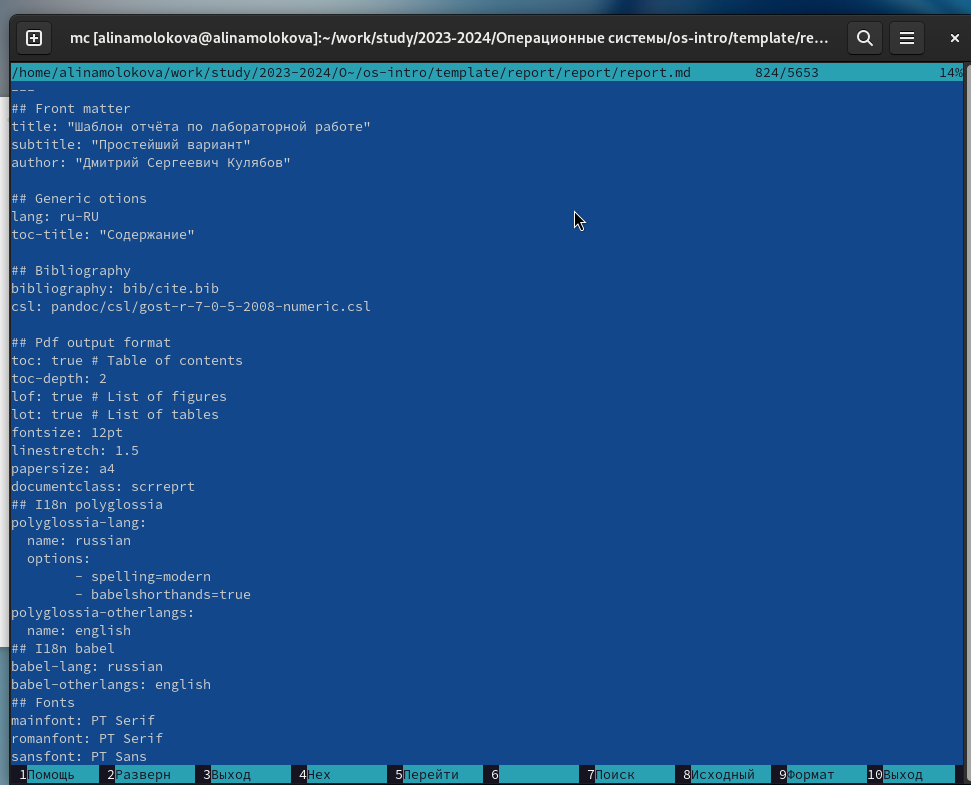 mc [alinamolokova@alinamolokova]:~/work/study/2023-2024/Операционные системы/os-intro/template/re…
/home/alinamolokova/work/study/2023-2024/O~/os-intro/template/report/report/report.md 824/5653 14%
---
## Front matter
title: "Шаблон отчёта по лабораторной работе"
subtitle: "Простейший вариант"
author: "Дмитрий Сергеевич Кулябов"
## Generic otions
lang: ru-RU
toc-title: "Содержание"
## Bibliography
bibliography: bib/cite.bib
csl: pandoc/csl/gost-r-7-0-5-2008-numeric.csl
## Pdf output format
toc: true # Table of contents
toc-depth: 2
lof: true # List of figures
lot: true # List of tables
fontsize: 12pt
linestretch: 1.5
papersize: a4
documentclass: scrreprt
## I18n polyglossia
polyglossia-lang:
  name: russian
  options:
        - spelling=modern
        - babelshorthands=true
polyglossia-otherlangs:
  name: english
## I18n babel
babel-lang: russian
babel-otherlangs: english
## Fonts
mainfont: PT Serif
romanfont: PT Serif
sansfont: PT Sans
1Помощь 2Разверн 3Выход 4Hex 5Перейти 6 7Поиск 8Исходный 9Формат 10Выход